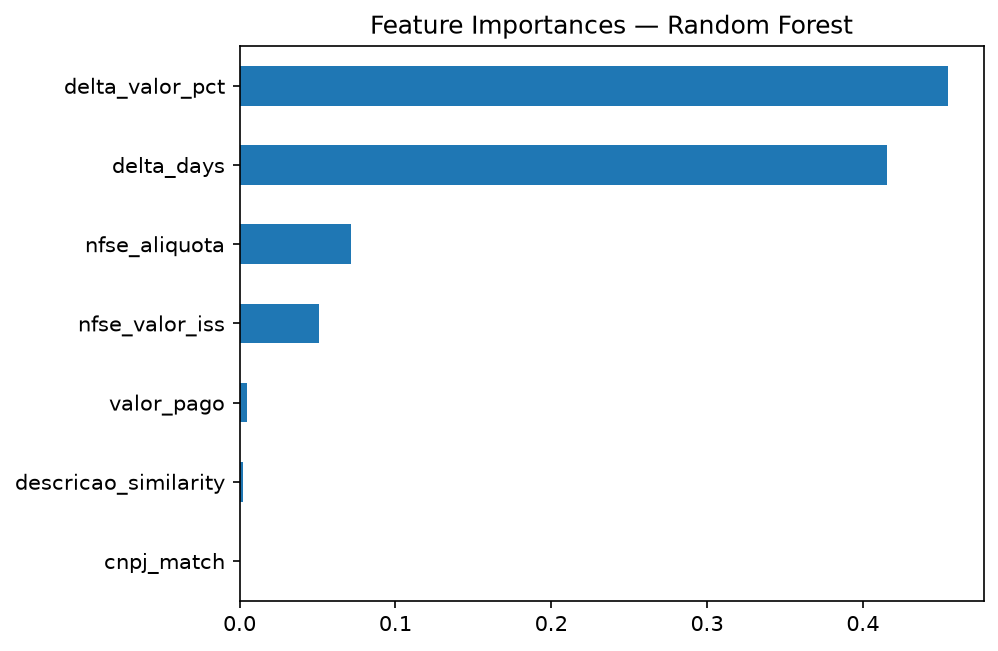 Feature Importances — Random Forest
delta_valor_pct
delta_days
nfse_aliquota
nfse_valor_iss
valor_pago
descricao_similarity
cnpj_match
0.0 0.1 0.2 0.3 0.4